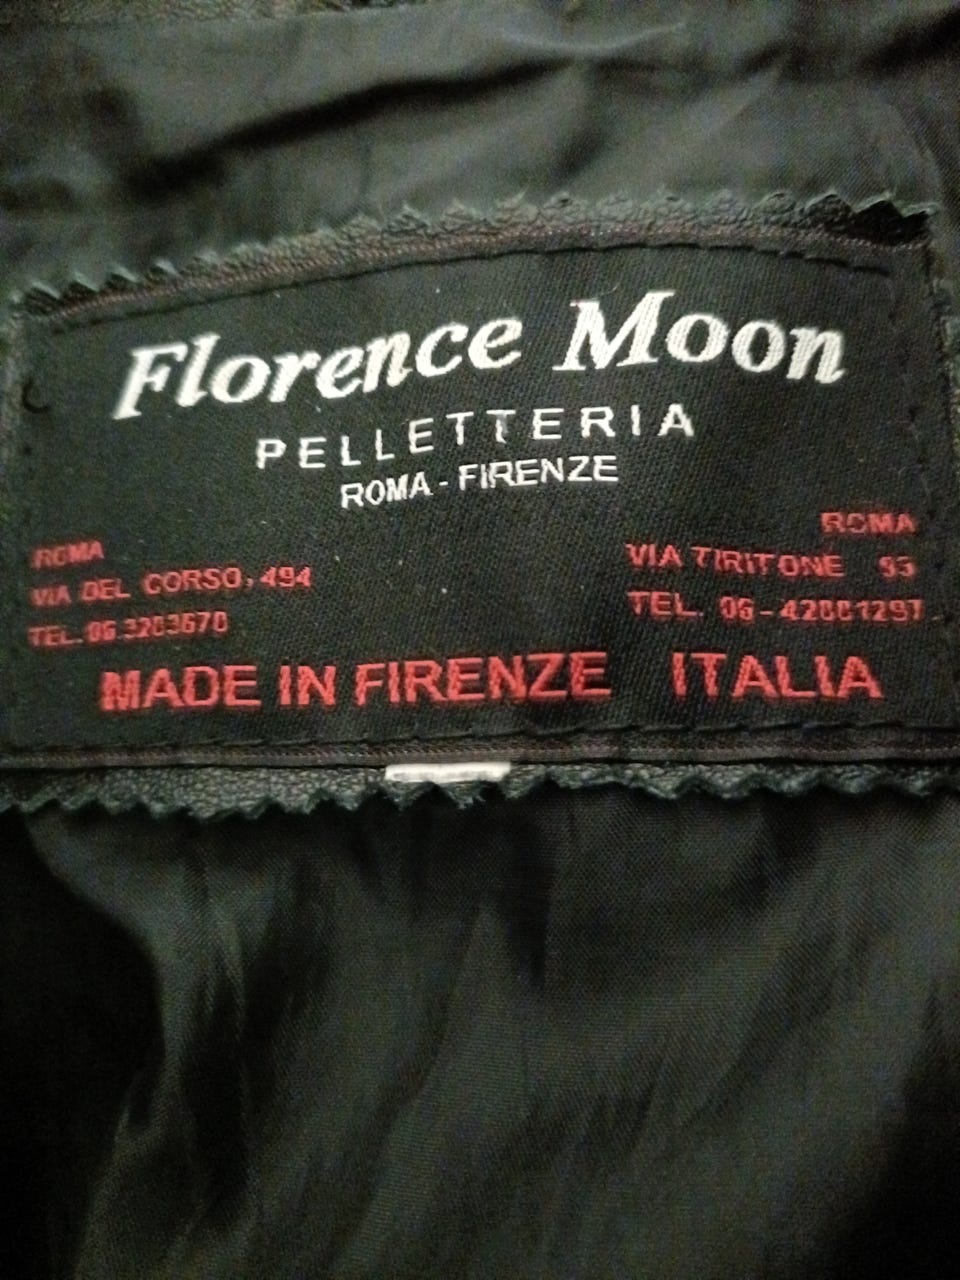 Florence Moon
PELLETTERIA
ROMA - FIRENZE
ROMA
VIA DEL CORSO, 494
TEL. 06 3203670
ROMA
VIA TIRITONE 95
TEL. 06 - 42001297
MADE IN FIRENZE ITALIA